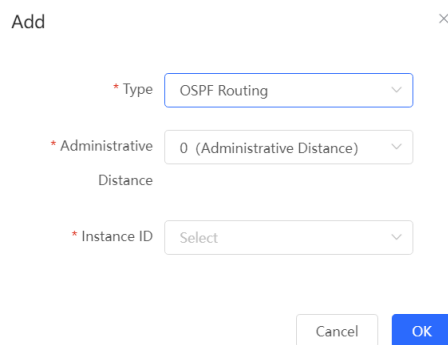 Add
* Type
OSPF Routing
* Administrative Distance
0 (Administrative Distance)
* Instance ID
Select
Cancel
OK